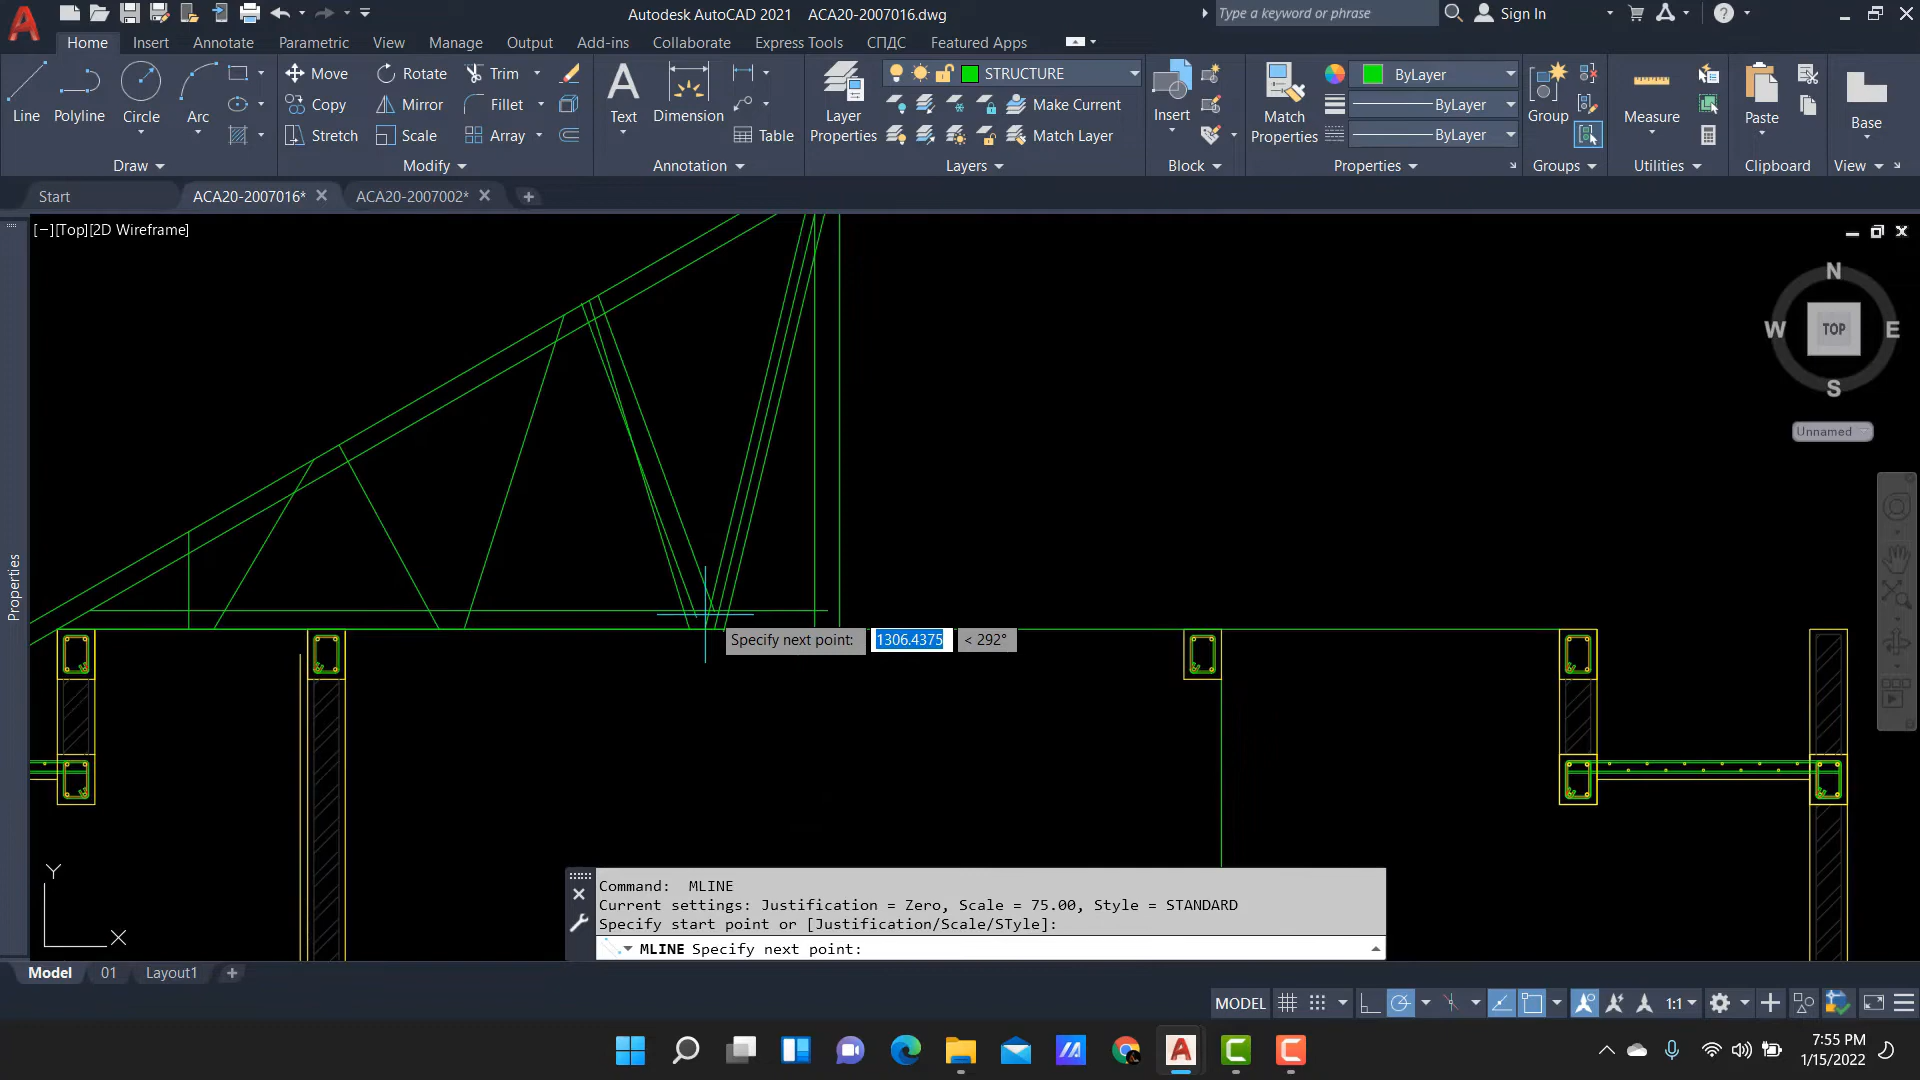 Autodesk AutoCAD 2021 ACA20-2007016.dwg
Type a keyword or phrase
Sign In
Home Insert Annotate Parametric View Manage Output Add-ins Collaborate Express Tools СПДС Featured Apps
Line Polyline Circle Arc
Move Rotate Trim
Copy Mirror Fillet
Stretch Scale Array
Text Dimension Table
Layer Properties
STRUCTURE
Make Current
Match Layer
Insert
Match Properties
ByLayer
ByLayer
ByLayer
Group
Measure
Paste
Base
Draw Modify Annotation Layers Block Properties Groups Utilities Clipboard View
Start ACA20-2007016* ACA20-2007002*
[−][Top][2D Wireframe]
N
W TOP E
S
Unnamed
Properties
Specify next point: 1306.4375 < 292°
Y
X
Command: MLINE
Current settings: Justification = Zero, Scale = 75.00, Style = STANDARD
Specify start point or [Justification/Scale/STyle]:
MLINE Specify next point:
Model 01 Layout1
MODEL 1:1
7:55 PM
1/15/2022